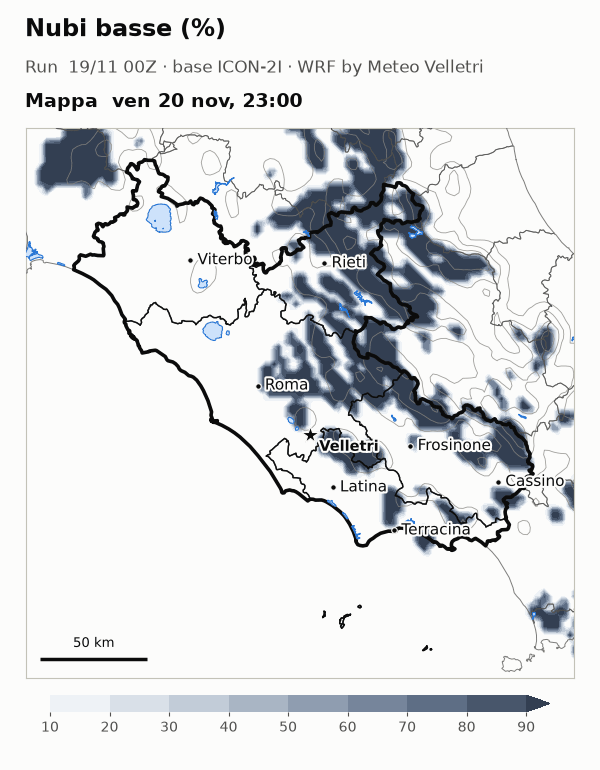 Nubi basse (%)
Run 19/11 00Z · base ICON-2I · WRF by Meteo Velletri
Mappa ven 20 nov, 23:00
Viterbo
Rieti
Roma
Velletri
Frosinone
Latina
Cassino
Terracina
50 km
10 20 30 40 50 60 70 80 90